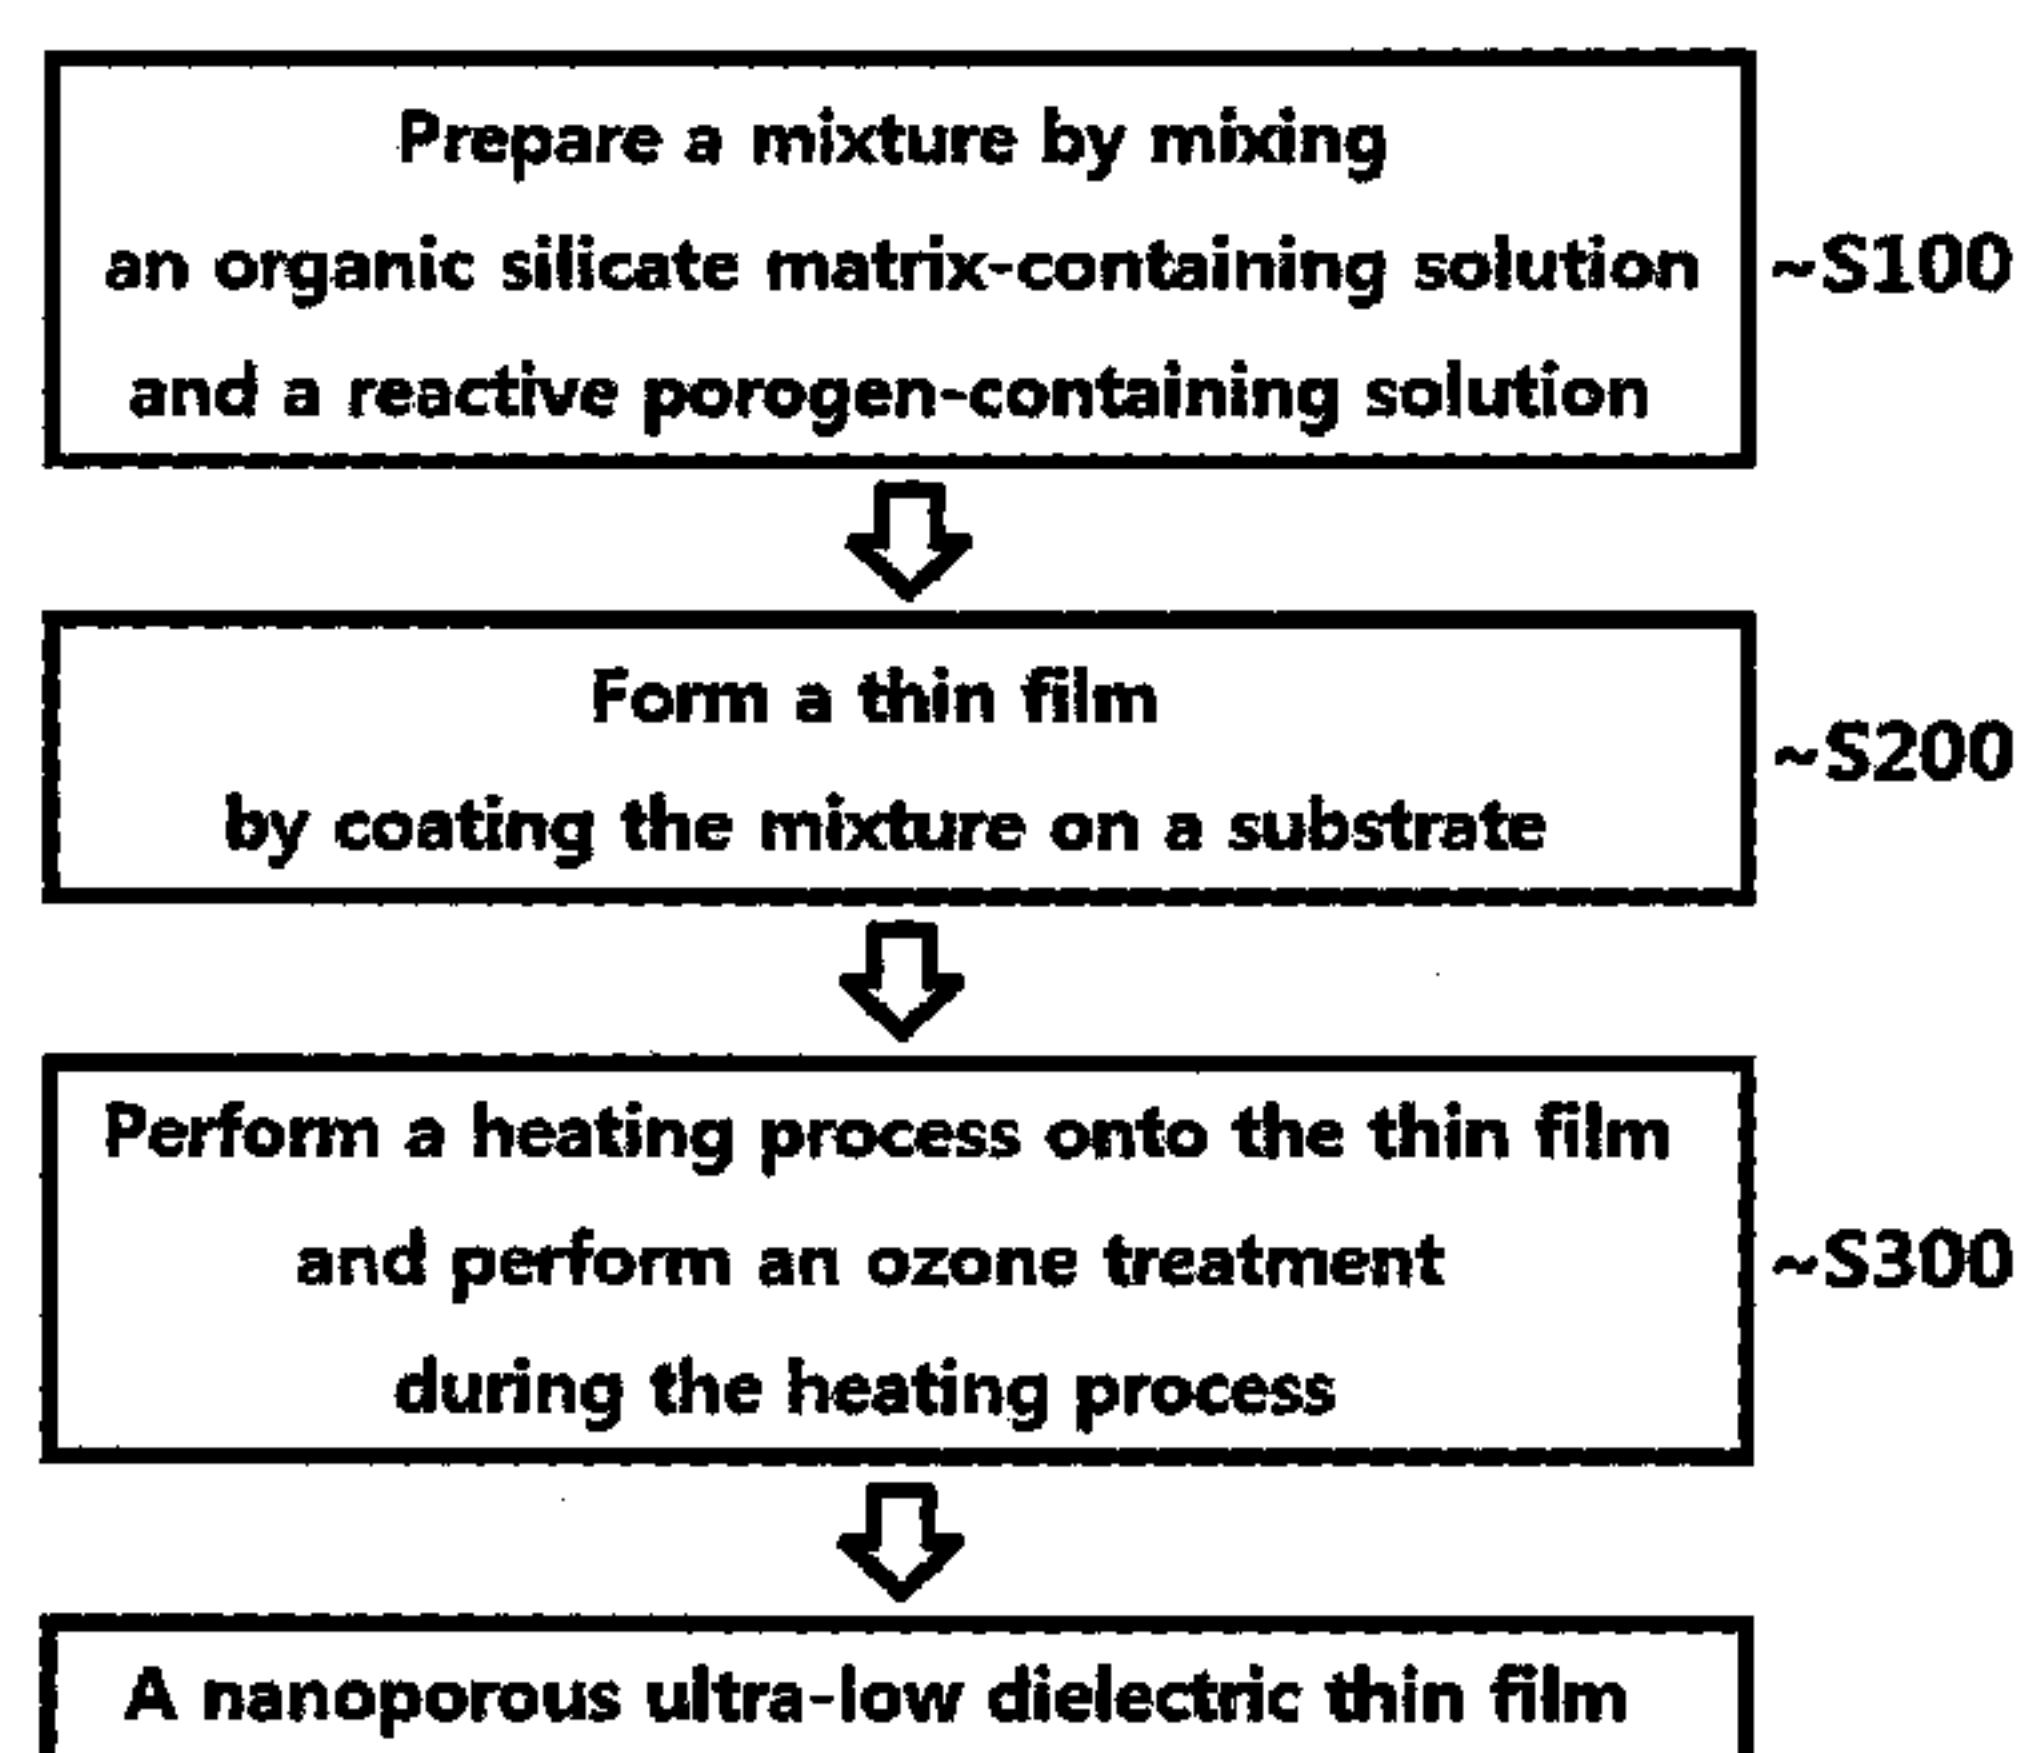 Prepare a mixture by mixing
an organic silicate matrix-containing solution
and a reactive porogen-containing solution
~S100
Form a thin film
by coating the mixture on a substrate
~S200
Perform a heating process onto the thin film
and perform an ozone treatment
during the heating process
~S300
A nanoporous ultra-low dielectric thin film